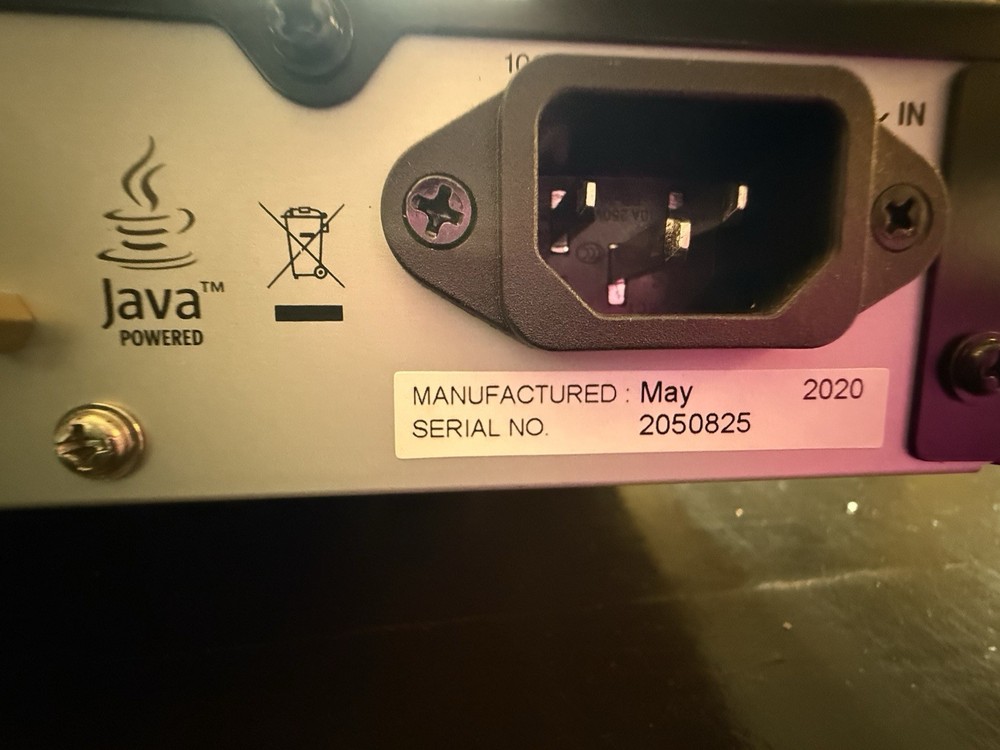 Java™
POWERED
IN
MANUFACTURED : May 2020
SERIAL NO. 2050825